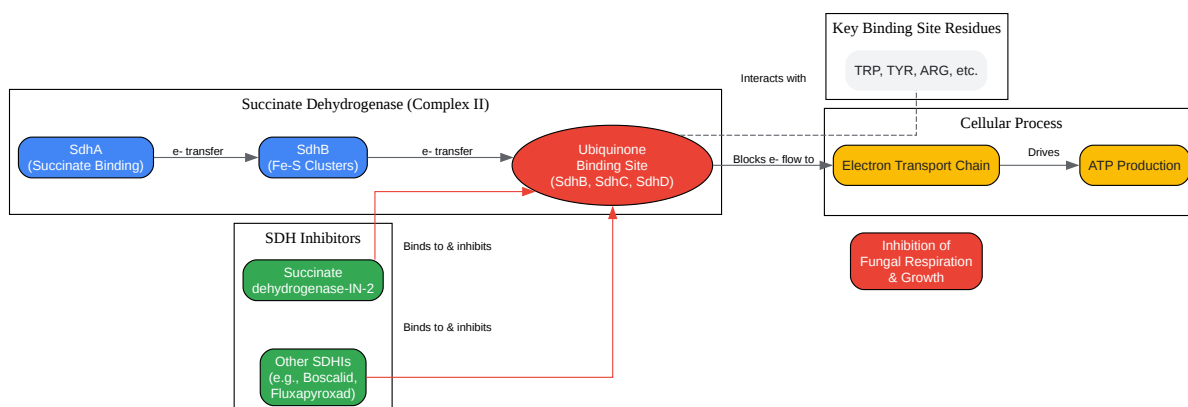 Key Binding Site Residues
TRP, TYR, ARG, etc.
Interacts with
Succinate Dehydrogenase (Complex II)
SdhA
(Succinate Binding)
e- transfer
SdhB
(Fe-S Clusters)
e- transfer
Ubiquinone
Binding Site
(SdhB, SdhC, SdhD)
Blocks e- flow to
Cellular Process
Electron Transport Chain
Drives
ATP Production
SDH Inhibitors
Succinate
dehydrogenase-IN-2
Binds to & inhibits
Other SDHIs
(e.g., Boscalid,
Fluxapyroxad)
Binds to & inhibits
Inhibition of
Fungal Respiration
& Growth